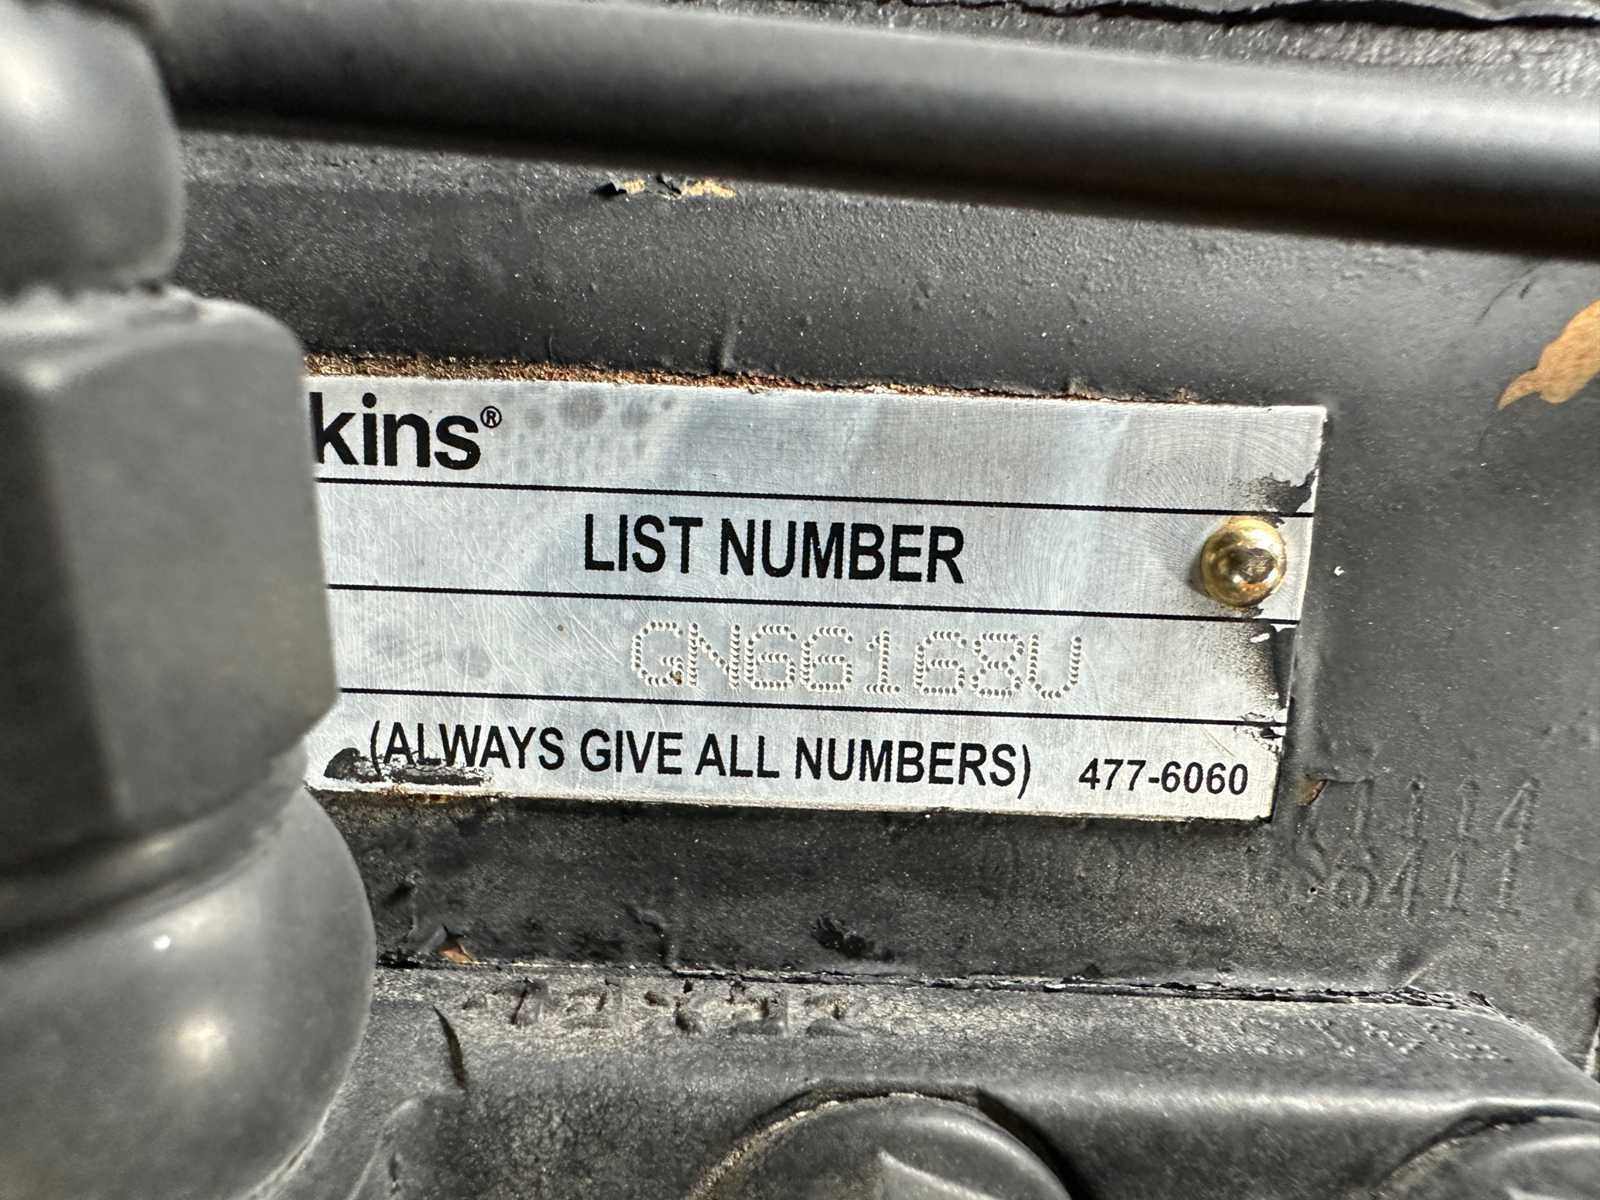 kins®
LIST NUMBER
GN66168U
(ALWAYS GIVE ALL NUMBERS) 477-6060